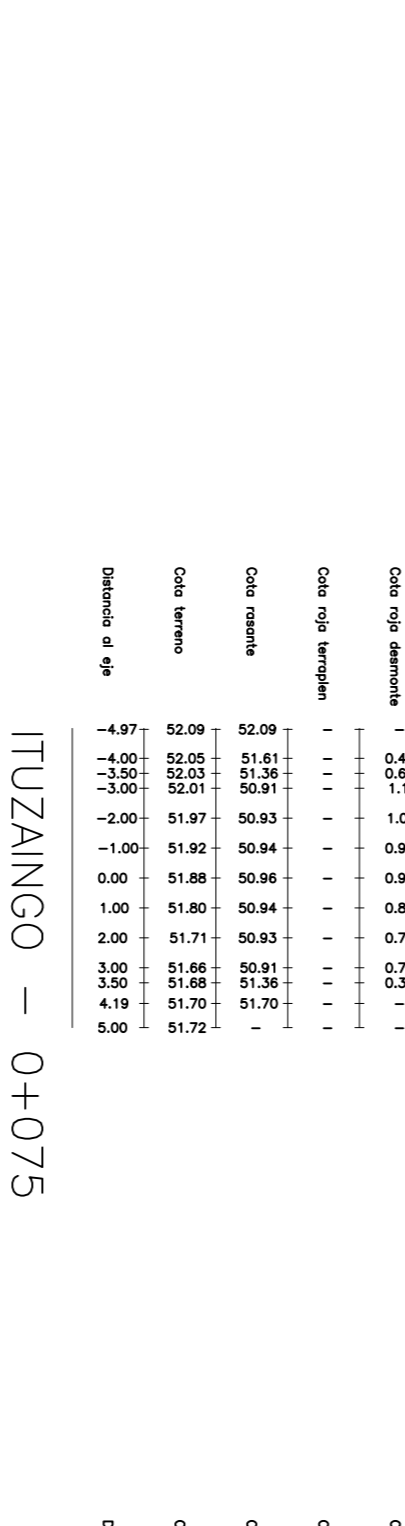 Distancia al eje
Cota terreno
Cota rasante
Cota roja terraplen
Cota roja desmonte
-4.97 52.09 52.09 - -
-4.00 52.05 51.61 - 0.4
-3.50 52.03 51.36 - 0.6
-3.00 52.01 50.91 - 1.1
-2.00 51.97 50.93 - 1.0
-1.00 51.92 50.94 - 0.9
0.00 51.88 50.96 - 0.9
1.00 51.80 50.94 - 0.8
2.00 51.71 50.93 - 0.7
3.00 51.66 50.91 - 0.7
3.50 51.68 51.36 - 0.3
4.19 51.70 51.70 - -
5.00 51.72 - - -
ITUZAINGO - 0+075